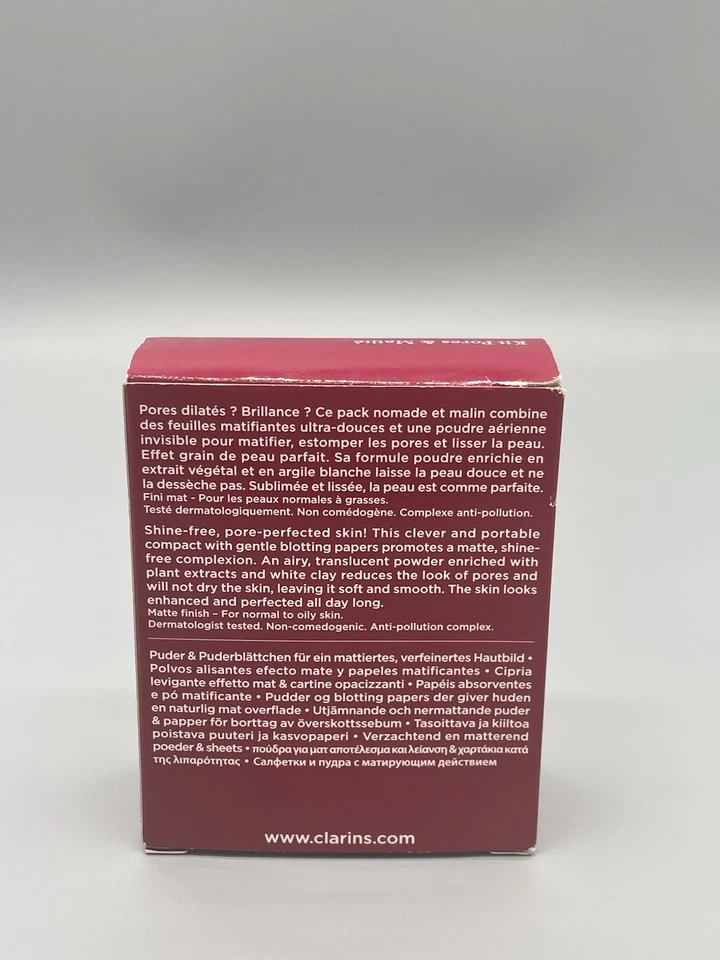 Kit Pores & Matité
Pores dilatés ? Brillance ? Ce pack nomade et malin combine
des feuilles matifiantes ultra-douces et une poudre aérienne
invisible pour matifier, estomper les pores et lisser la peau.
Effet grain de peau parfait. Sa formule poudre enrichie en
extrait végétal et en argile blanche laisse la peau douce et ne
la dessèche pas. Sublimée et lissée, la peau est comme parfaite.
Fini mat - Pour les peaux normales à grasses.
Testé dermatologiquement. Non comédogène. Complexe anti-pollution.
Shine-free, pore-perfected skin! This clever and portable
compact with gentle blotting papers promotes a matte, shine-
free complexion. An airy, translucent powder enriched with
plant extracts and white clay reduces the look of pores and
will not dry the skin, leaving it soft and smooth. The skin looks
enhanced and perfected all day long.
Matte finish – For normal to oily skin.
Dermatologist tested. Non-comedogenic. Anti-pollution complex.
Puder & Puderblättchen für ein mattiertes, verfeinertes Hautbild •
Polvos alisantes efecto mate y papeles matificantes • Cipria
levigante effetto mat & cartine opacizzanti • Papéis absorventes
e pó matificante • Pudder og blotting papers der giver huden
en naturlig mat overflade • Utjämnande och nermattande puder
& papper för borttag av överskottssebum • Tasoittava ja kiiltoa
poistava puuteri ja kasvopaperi • Verzachtend en matterend
poeder & sheets • πούδρα για ματ αποτέλεσμα και λείανση & χαρτάκια κατά
της λιπαρότητας • Салфетки и пудра с матирующим действием
www.clarins.com